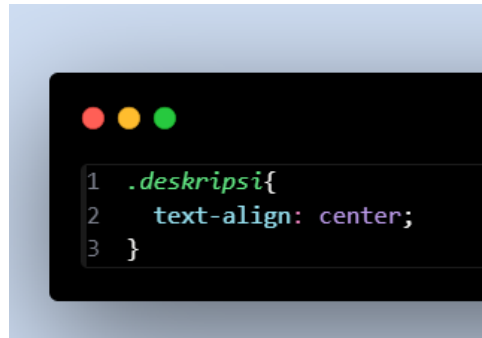 1 .deskripsi{
2   text-align: center;
3 }